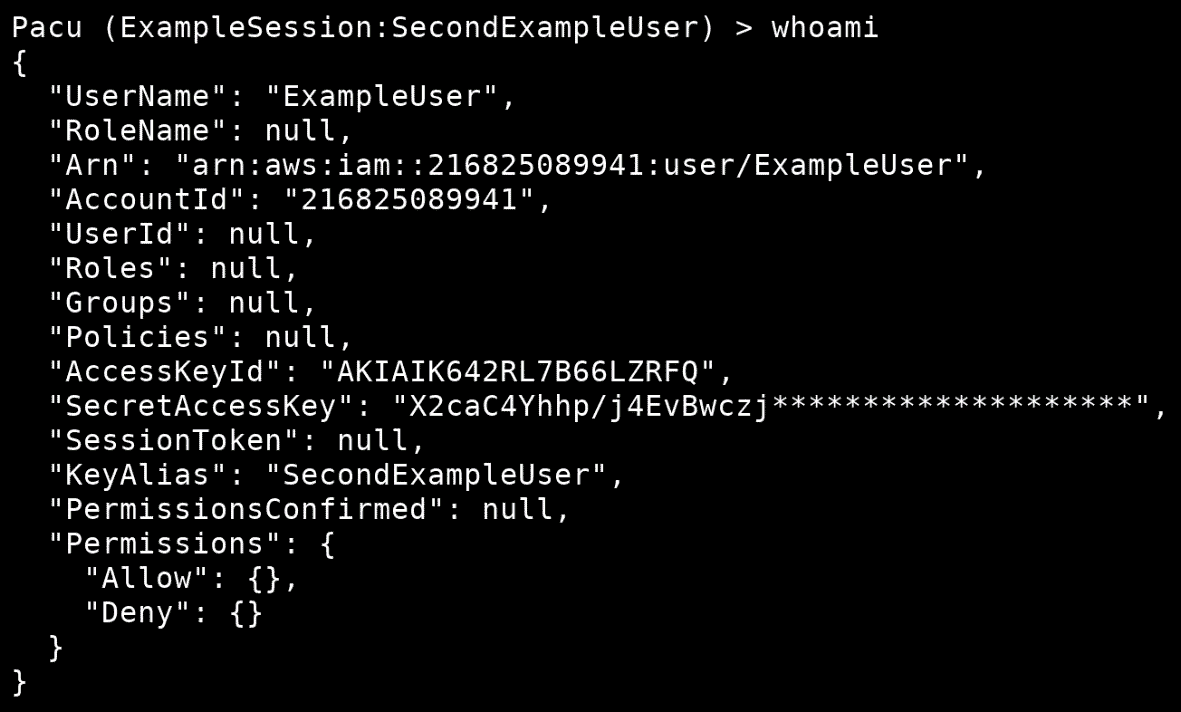 Pacu (ExampleSession:SecondExampleUser) > whoami
{
  "UserName": "ExampleUser",
  "RoleName": null,
  "Arn": "arn:aws:iam::216825089941:user/ExampleUser",
  "AccountId": "216825089941",
  "UserId": null,
  "Roles": null,
  "Groups": null,
  "Policies": null,
  "AccessKeyId": "AKIAIK642RL7B66LZRFQ",
  "SecretAccessKey": "X2caC4Yhhp/j4EvBwczj********************",
  "SessionToken": null,
  "KeyAlias": "SecondExampleUser",
  "PermissionsConfirmed": null,
  "Permissions": {
    "Allow": {},
    "Deny": {}
  }
}